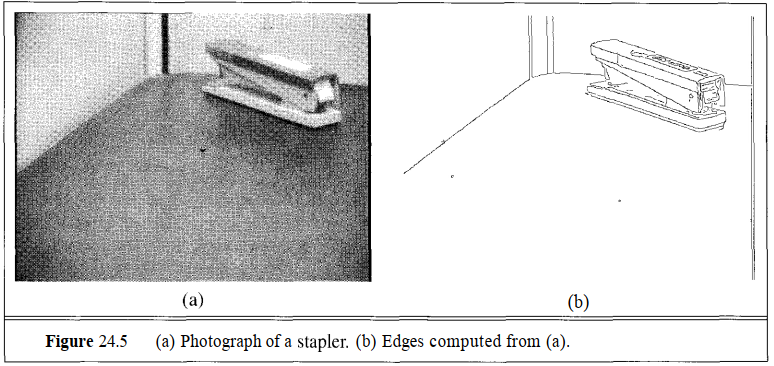 (a)
(b)
Figure 24.5 (a) Photograph of a stapler. (b) Edges computed from (a).